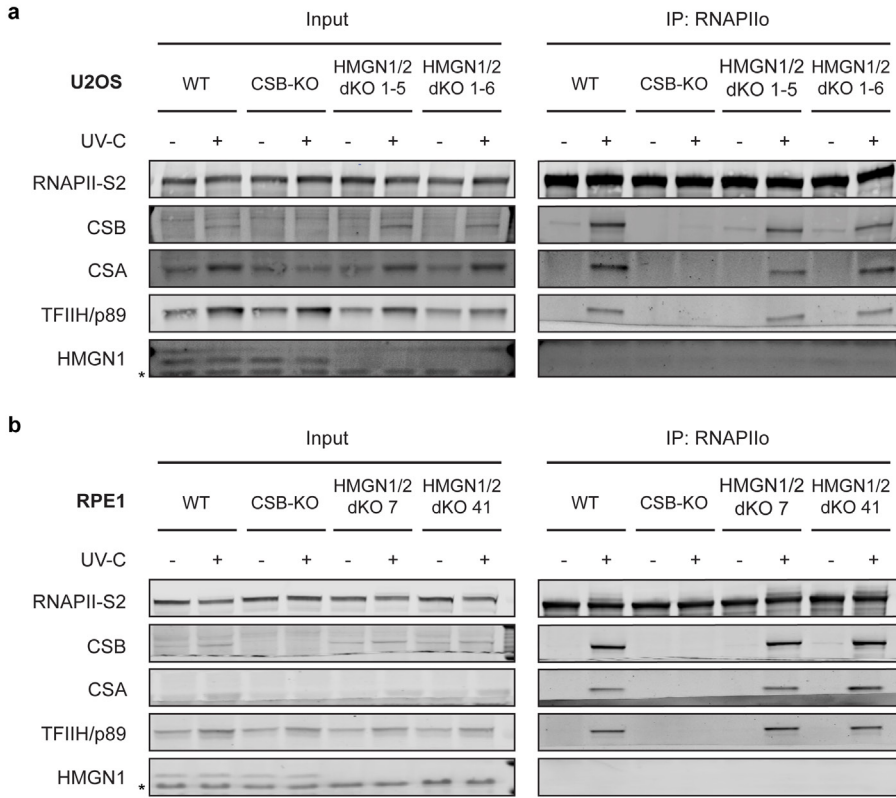 a
Input IP: RNAPIIo
U2OS WT CSB-KO HMGN1/2 dKO 1-5 HMGN1/2 dKO 1-6 WT CSB-KO HMGN1/2 dKO 1-5 HMGN1/2 dKO 1-6
UV-C - + - + - + - + - + - + - + - +
RNAPII-S2
CSB
CSA
TFIIH/p89
HMGN1
*
b
Input IP: RNAPIIo
RPE1 WT CSB-KO HMGN1/2 dKO 7 HMGN1/2 dKO 41 WT CSB-KO HMGN1/2 dKO 7 HMGN1/2 dKO 41
UV-C - + - + - + - + - + - + - + - +
RNAPII-S2
CSB
CSA
TFIIH/p89
HMGN1
*